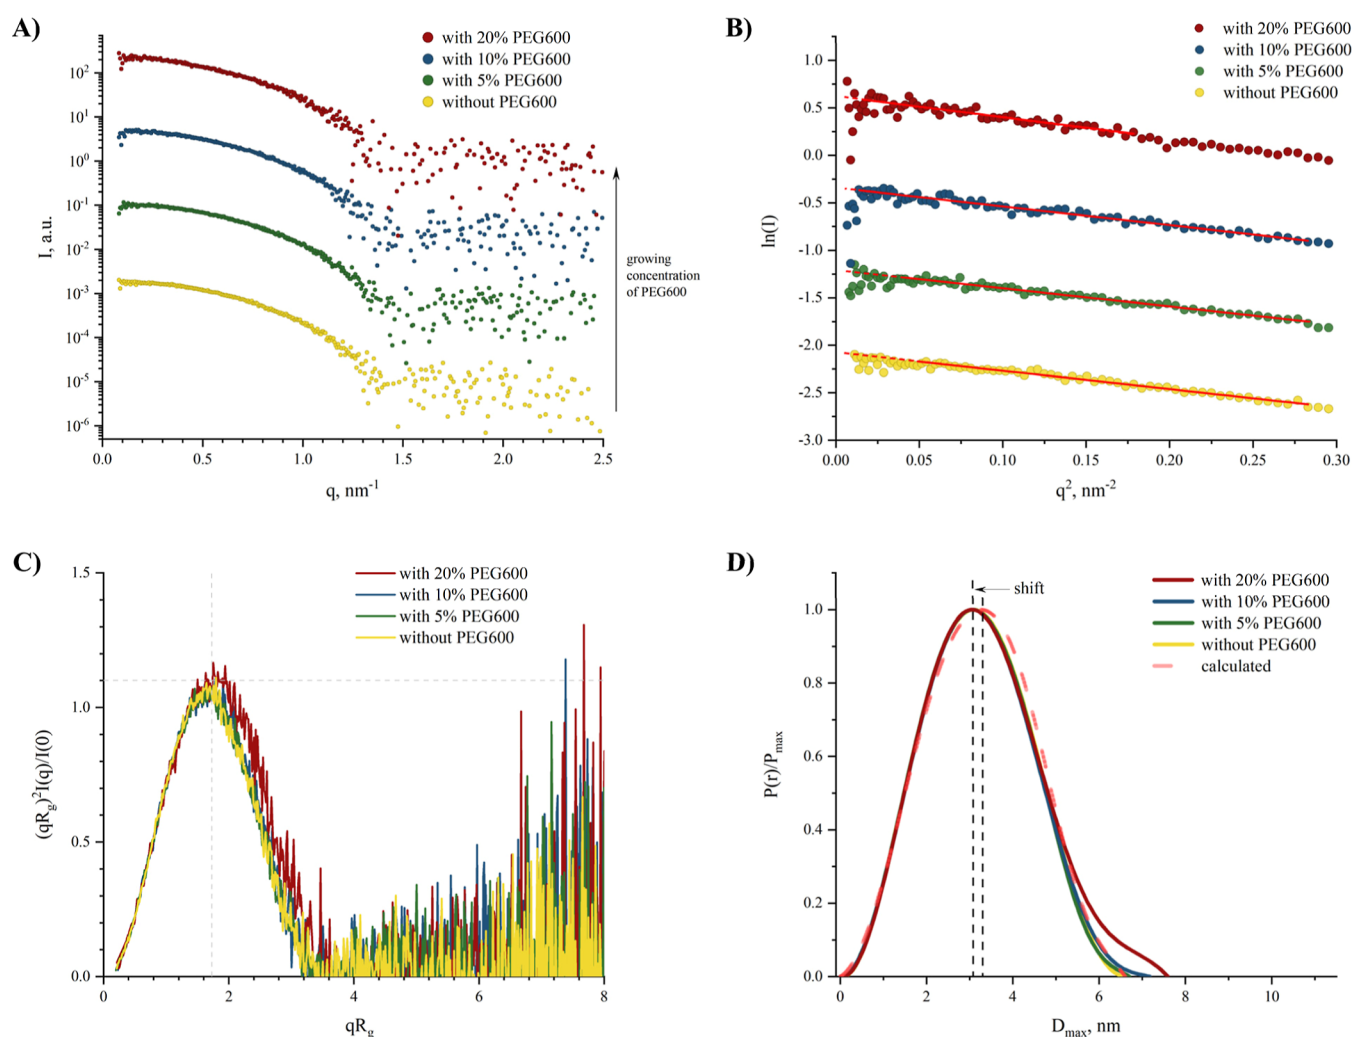 A)
with 20% PEG600
with 10% PEG600
with 5% PEG600
without PEG600
10²
10¹
10⁰
10⁻¹
10⁻²
10⁻³
10⁻⁴
10⁻⁵
10⁻⁶
I, a.u.
0.0 0.5 1.0 1.5 2.0 2.5
q, nm⁻¹
growing
concentration
of PEG600
B)
with 20% PEG600
with 10% PEG600
with 5% PEG600
without PEG600
1.0
0.5
0.0
-0.5
-1.0
-1.5
-2.0
-2.5
-3.0
ln(I)
0.00 0.05 0.10 0.15 0.20 0.25 0.30
q², nm⁻²
C)
with 20% PEG600
with 10% PEG600
with 5% PEG600
without PEG600
1.5
1.0
0.5
0.0
(qRg)²I(q)/I(0)
0 2 4 6 8
qRg
D)
shift
with 20% PEG600
with 10% PEG600
with 5% PEG600
without PEG600
calculated
1.0
0.8
0.6
0.4
0.2
0.0
P(r)/Pmax
0 2 4 6 8 10
Dmax, nm